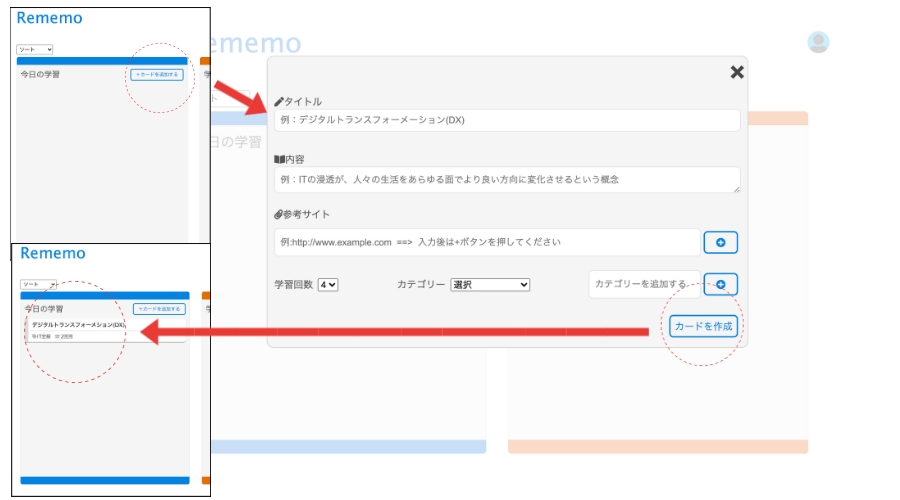 Rememo
ソート
今日の学習
+カードを追加する
学
ememo
ト
日の学習
タイトル
例：デジタルトランスフォーメーション(DX)
内容
例：ITの浸透が、人々の生活をあらゆる面でより良い方向に変化させるという概念
参考サイト
例:http://www.example.com ==> 入力後は+ボタンを押してください
学習回数 4
カテゴリー 選択
カテゴリーを追加する
カードを作成
Rememo
ソート
今日の学習
+カードを追加する
学
デジタルトランスフォーメション(DX)